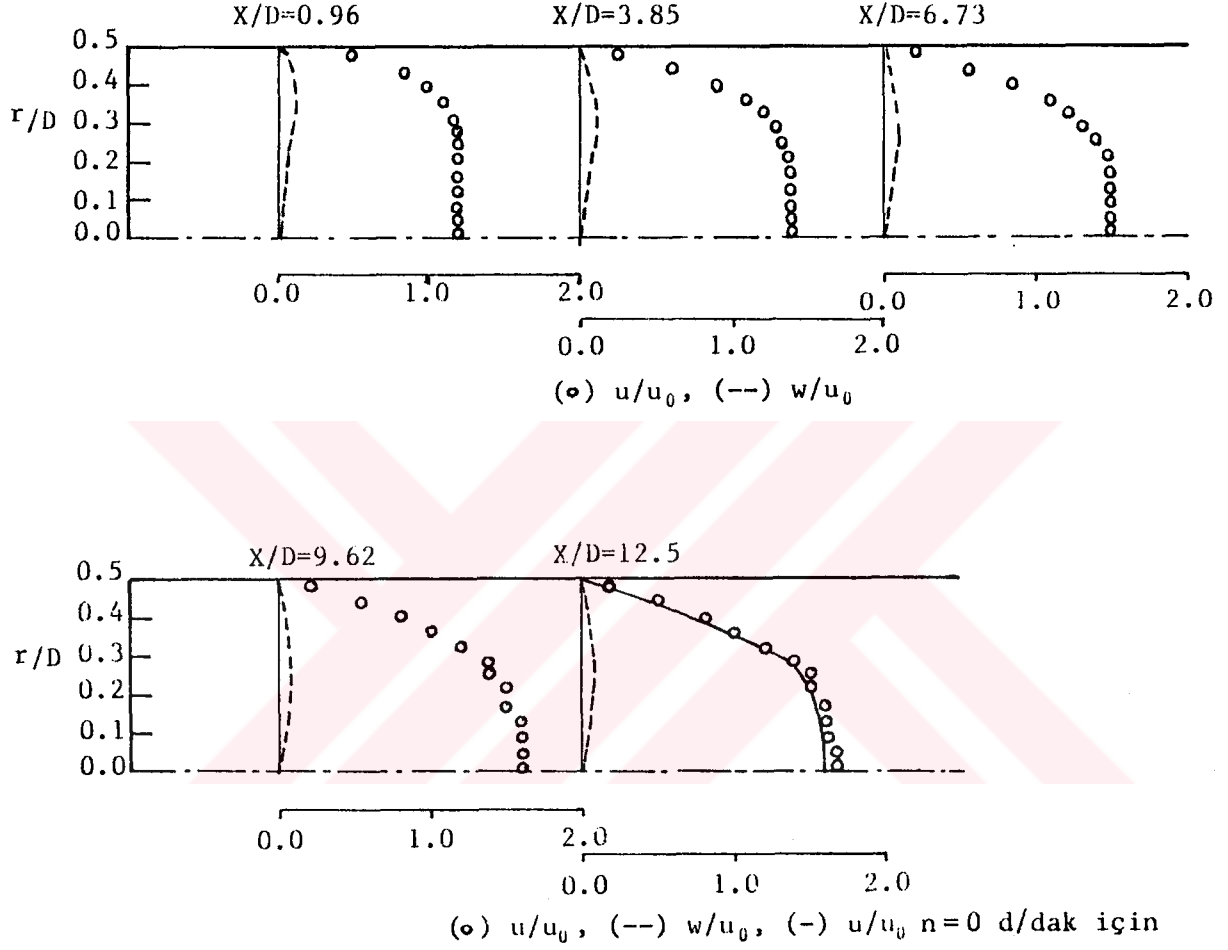 X/D=0.96 X/D=3.85 X/D=6.73
0.5
0.4
r/D 0.3
0.2
0.1
0.0
0.0 1.0 2.0 0.0 1.0 2.0
0.0 1.0 2.0
(o) u/u₀, (--) w/u₀
X/D=9.62 X/D=12.5
0.5
0.4
r/D 0.3
0.2
0.1
0.0
0.0 1.0 2.0
0.0 1.0 2.0
(o) u/u₀, (--) w/u₀, (-) u/u₀ n=0 d/dak için